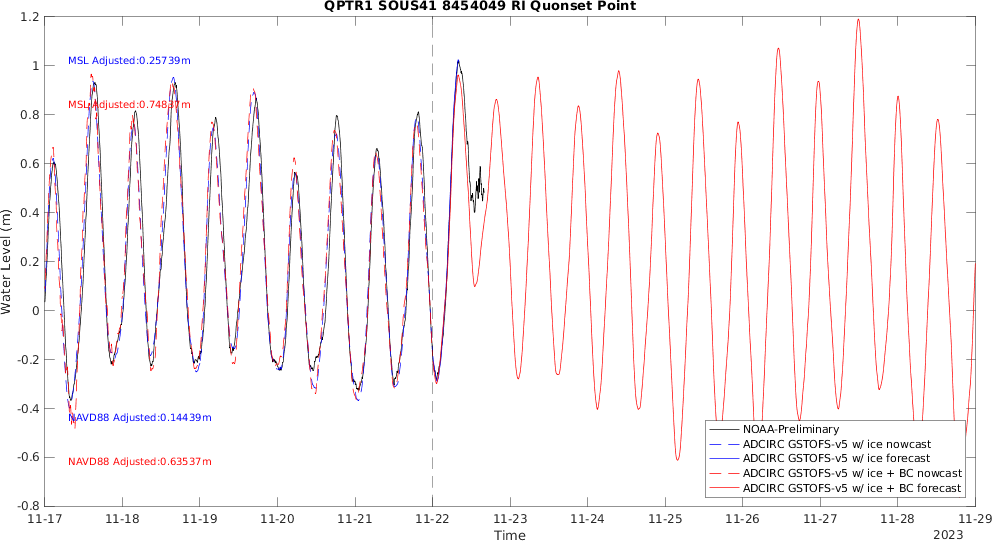 QPTR1 SOUS41 8454049 RI Quonset Point
1.2
1
0.8
0.6
0.4
0.2
0
-0.2
-0.4
-0.6
-0.8
Water Level (m)
MSL Adjusted:0.25739m
MSL Adjusted:0.74837m
NAVD88 Adjusted:0.14439m
NAVD88 Adjusted:0.63537m
NOAA-Preliminary
ADCIRC GSTOFS-v5 w/ ice nowcast
ADCIRC GSTOFS-v5 w/ ice forecast
ADCIRC GSTOFS-v5 w/ ice + BC nowcast
ADCIRC GSTOFS-v5 w/ ice + BC forecast
11-17 11-18 11-19 11-20 11-21 11-22 11-23 11-24 11-25 11-26 11-27 11-28 11-29
Time
2023